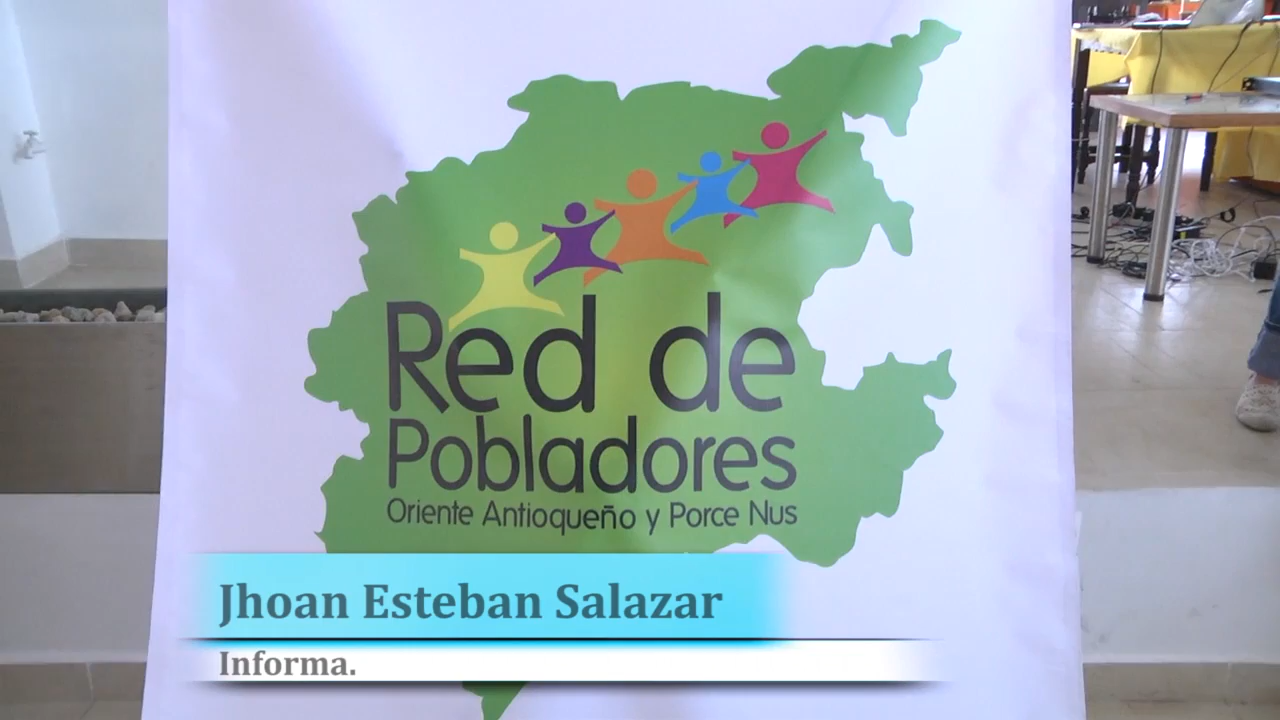 Red de
Pobladores
Oriente Antioqueño y Porce Nus
Jhoan Esteban Salazar
Informa.